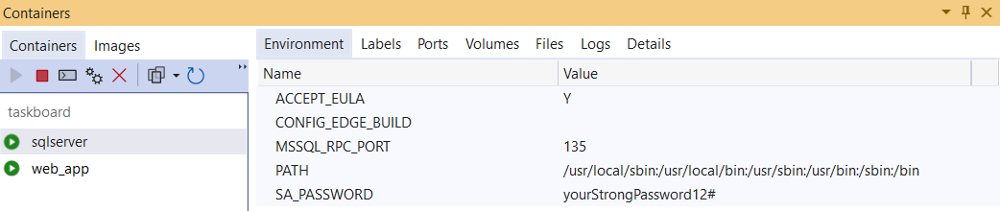 Containers
Containers Images
Environment Labels Ports Volumes Files Logs Details
Name Value
taskboard
sqlserver
web_app
ACCEPT_EULA Y
CONFIG_EDGE_BUILD
MSSQL_RPC_PORT 135
PATH /usr/local/sbin:/usr/local/bin:/usr/sbin:/usr/bin:/sbin:/bin
SA_PASSWORD yourStrongPassword12#